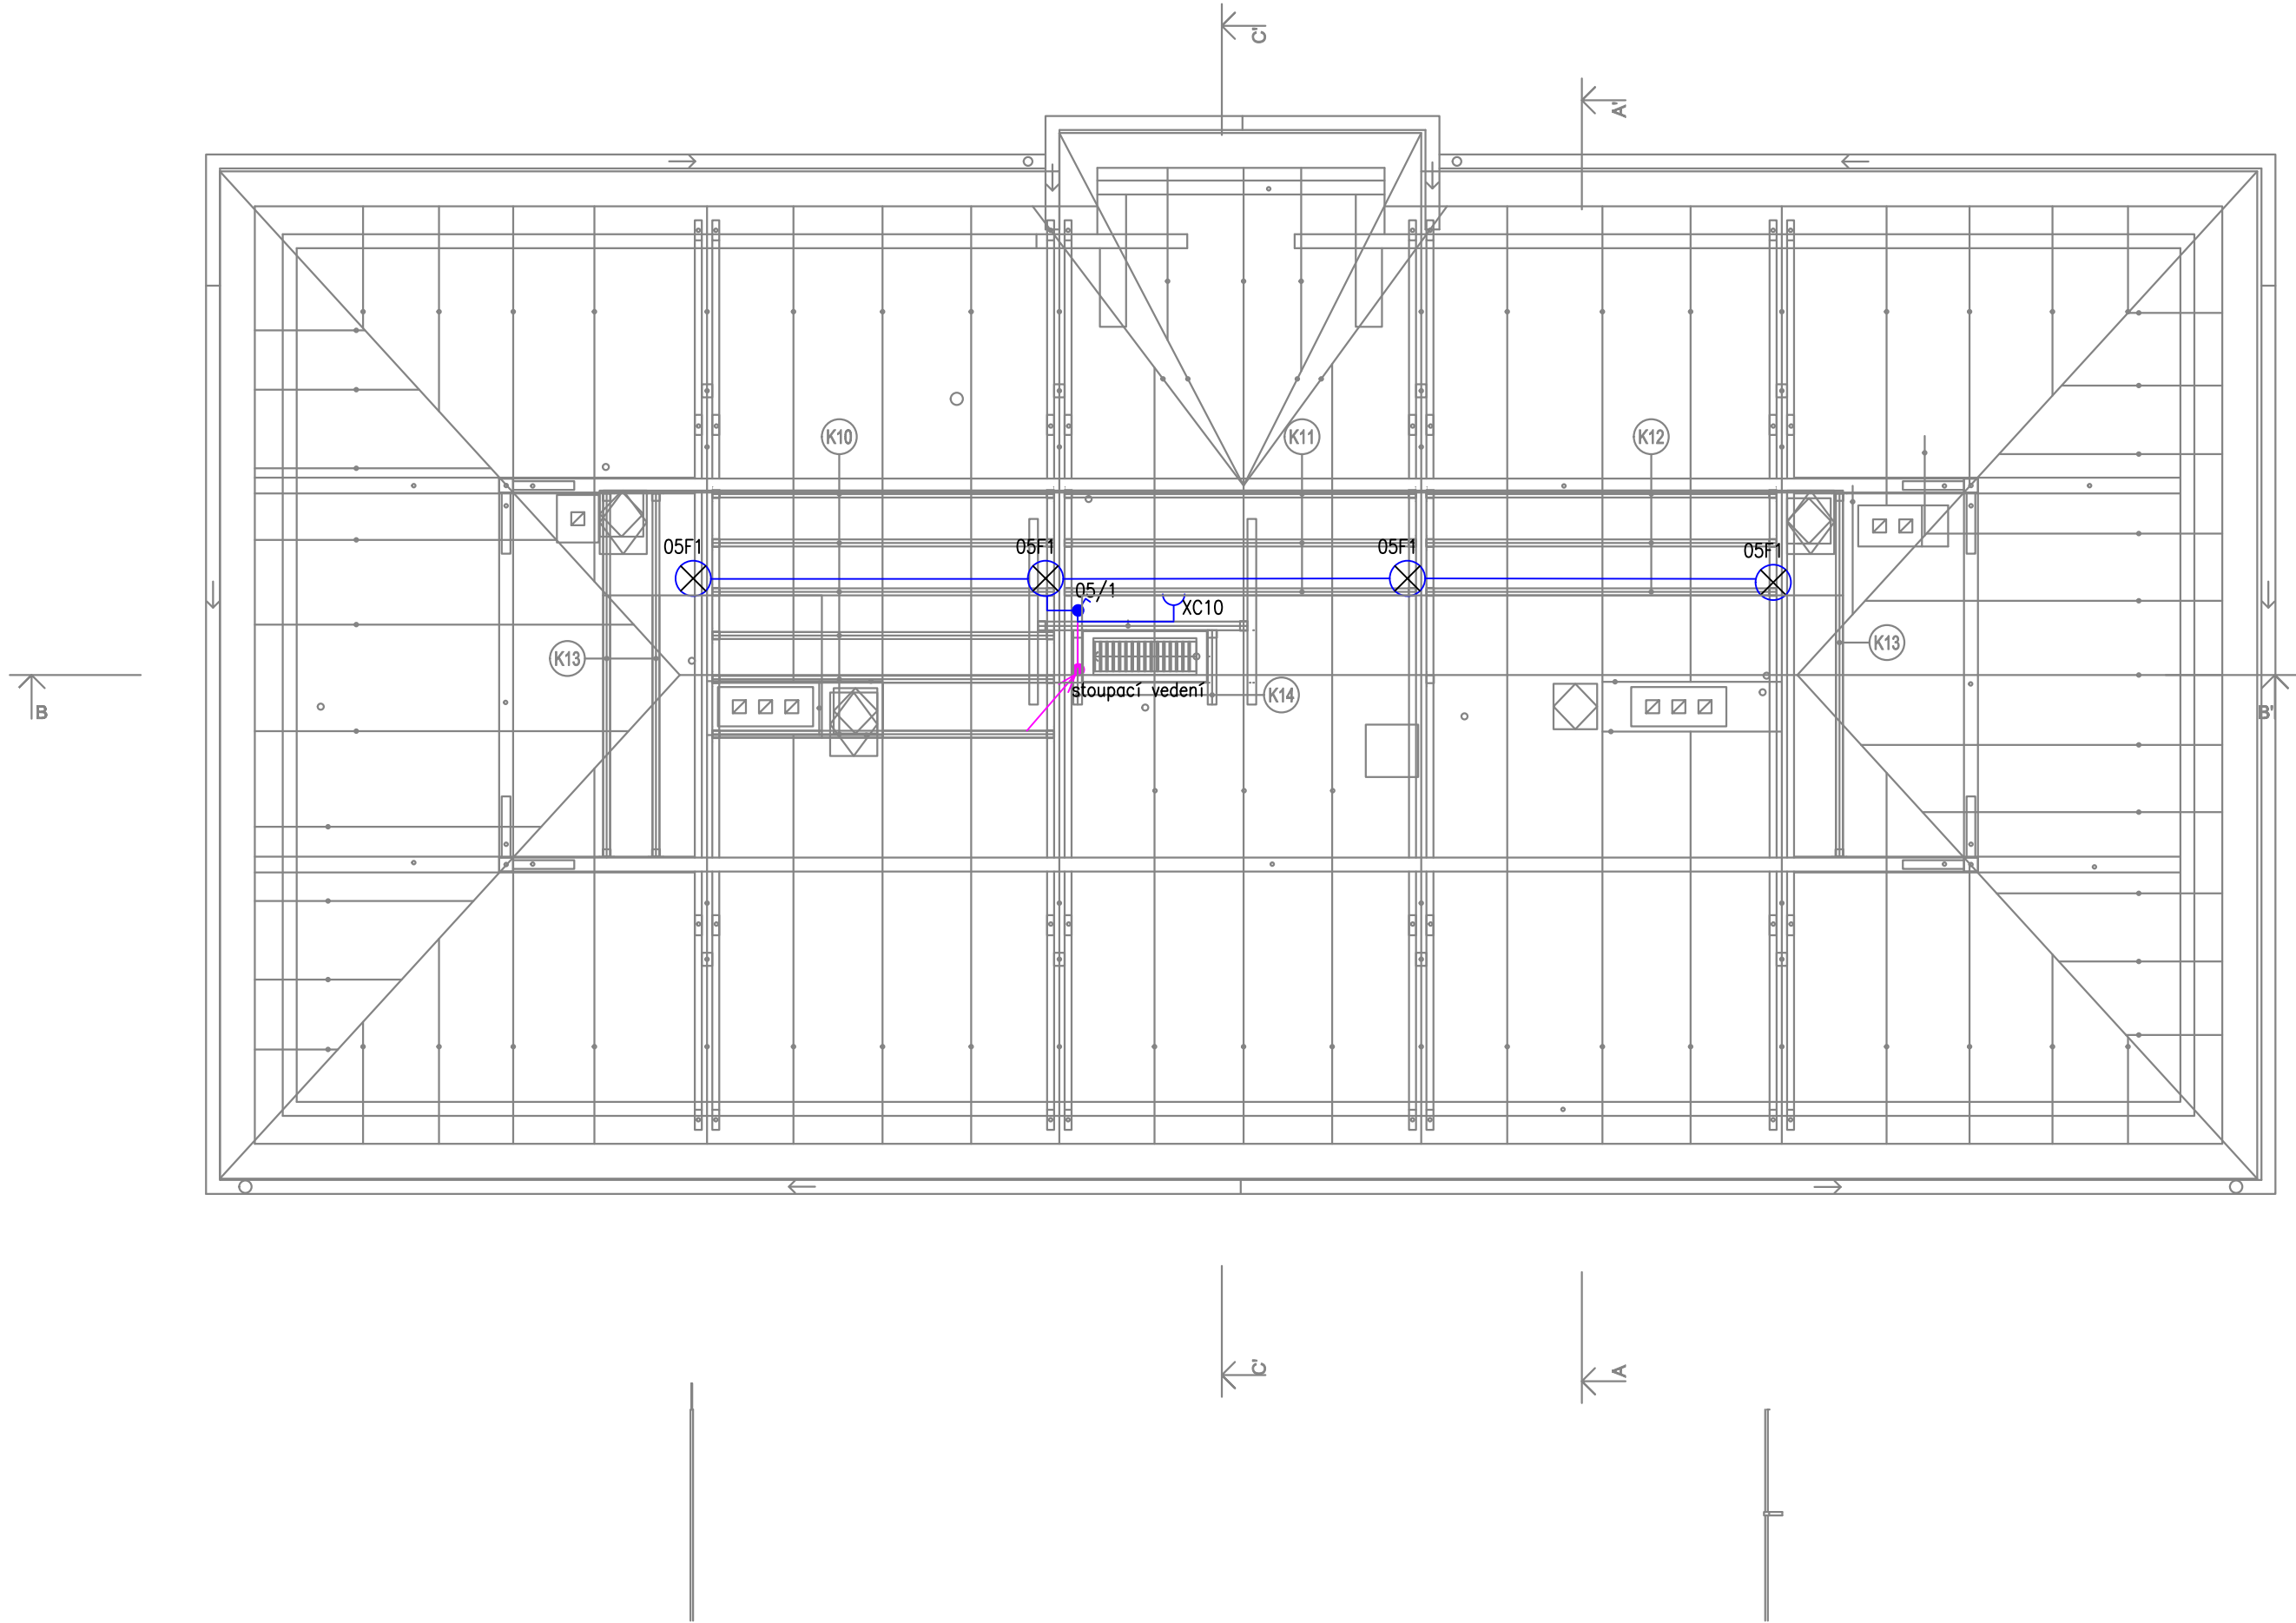 C'
A'
K10
K11
K12
05F1
05F1
05F1
05F1
05/1
XC10
K13
K13
stoupací vedení
K14
B
B'
C'
A